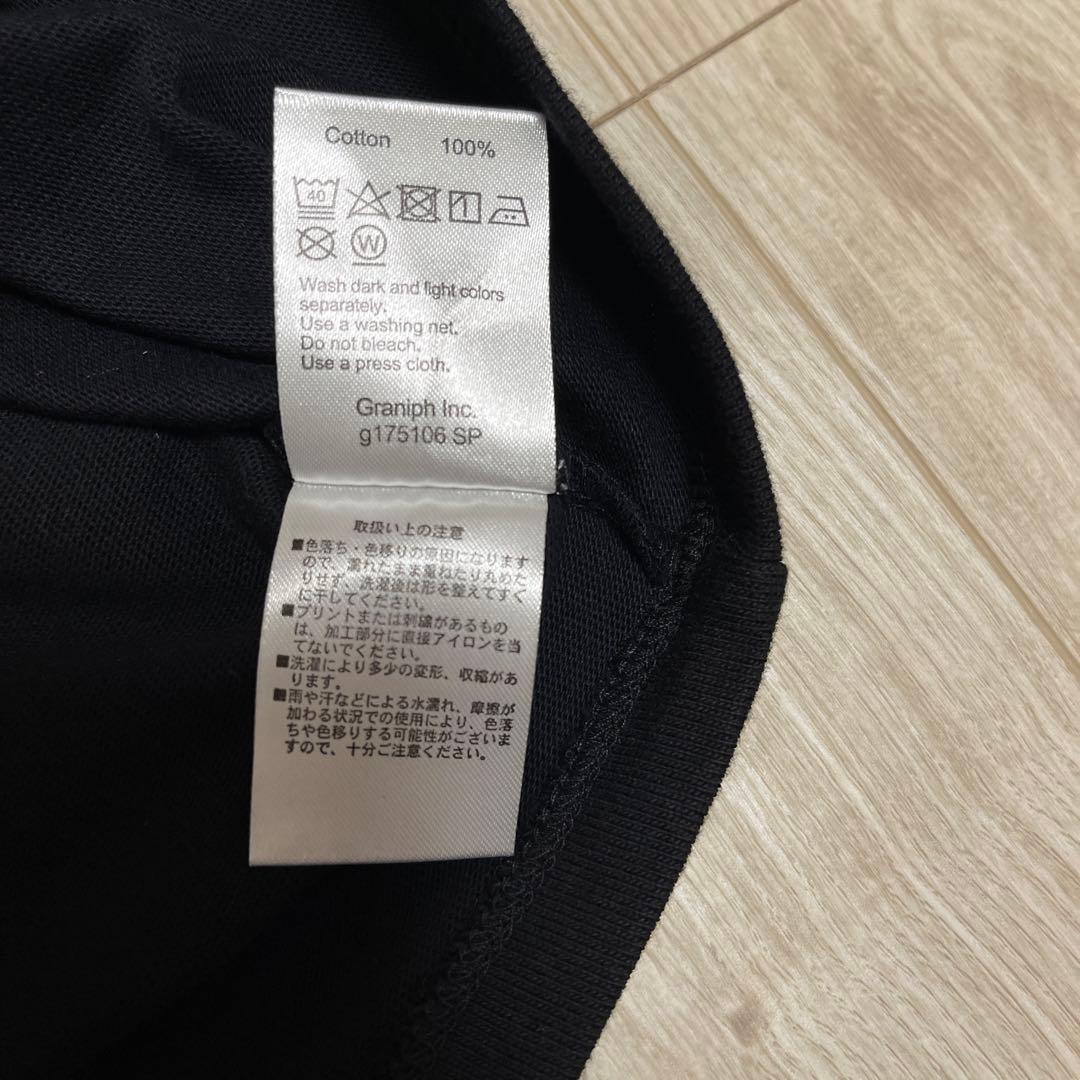 Cotton 100%
40
W
Wash dark and light colors
separately.
Use a washing net.
Do not bleach.
Use a press cloth.
Graniph Inc.
g175106 SP
取扱い上の注意
■色落ち・色移りの原因になります
ので、濡れたまま重ねたり丸めた
りせず、洗濯後は形を整えてすぐ
に干してください。
■プリントまたは刺繍があるもの
は、加工部分に直接アイロンを当
てないでください。
■洗濯により多少の変形、収縮があ
ります。
■雨や汗などによる水濡れ、摩擦が
加わる状況での使用により、色落
ちや色移りする可能性がございま
すので、十分ご注意ください。